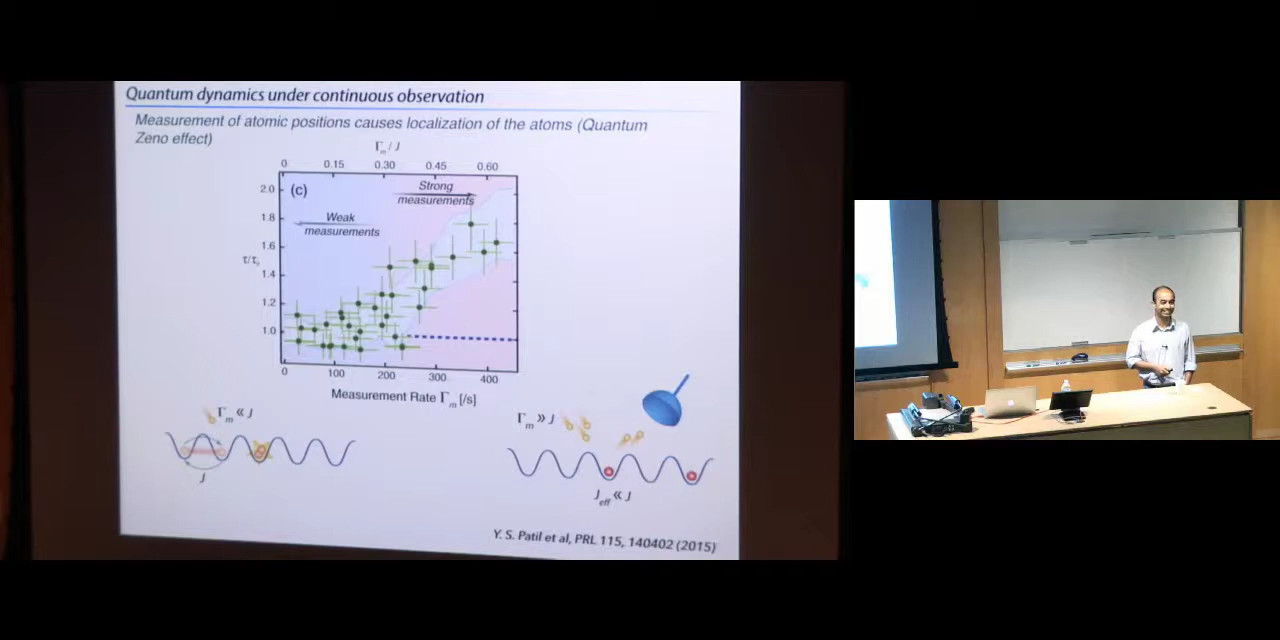 Quantum dynamics under continuous observation
Measurement of atomic positions causes localization of the atoms (Quantum
Zeno effect)
Γm / J
0 0.15 0.30 0.45 0.60
(c)
Strong
measurements
Weak
measurements
2.0
1.8
1.6
1.4
1.2
1.0
τ/τ₀
0 100 200 300 400
Measurement Rate Γm [/s]
Γm ≪ J
J
Γm ≫ J
Jeff ≪ J
Y. S. Patil et al, PRL 115, 140402 (2015)